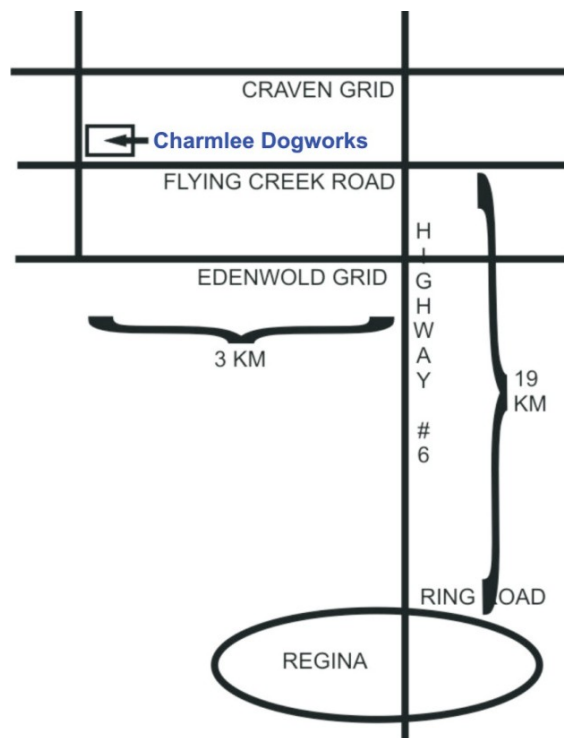 CRAVEN GRID
Charmlee Dogworks
FLYING CREEK ROAD
HIGHWAY #6
EDENWOLD GRID
3 KM
19
KM
RING ROAD
REGINA